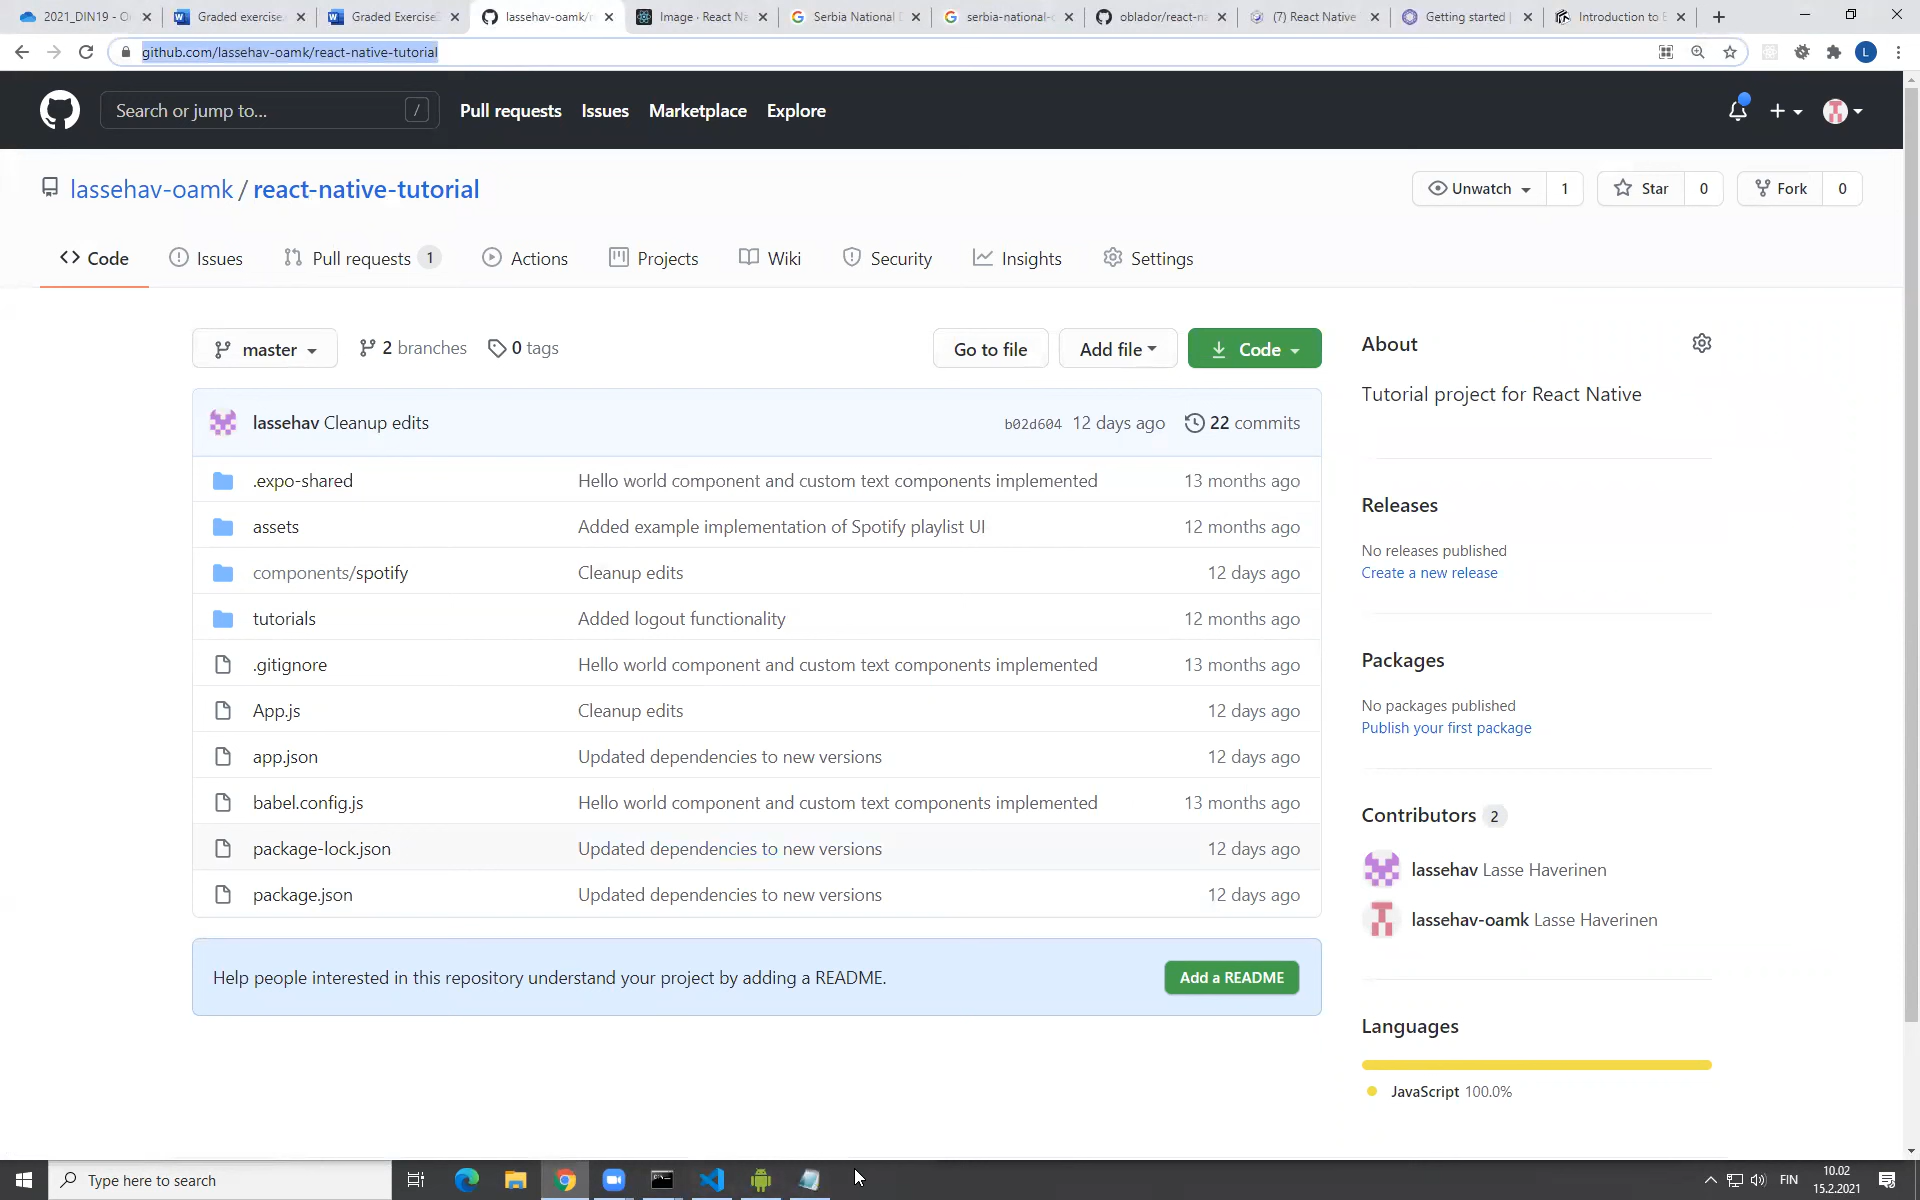 2021_DIN19 - O
Graded exercise
Graded Exercise
lassehav-oamk/r
Image · React Na
Serbia National
serbia-national-c
oblador/react-na
(7) React Native
Getting started
Introduction to E
github.com/lassehav-oamk/react-native-tutorial
L
Search or jump to...
/
Pull requests
Issues
Marketplace
Explore
lassehav-oamk / react-native-tutorial
Unwatch 1
Star 0
Fork 0
Code
Issues
Pull requests 1
Actions
Projects
Wiki
Security
Insights
Settings
master
2 branches
0 tags
Go to file
Add file
Code
lassehav Cleanup edits b02d604 12 days ago 22 commits
.expo-shared Hello world component and custom text components implemented 13 months ago
assets Added example implementation of Spotify playlist UI 12 months ago
components/spotify Cleanup edits 12 days ago
tutorials Added logout functionality 12 months ago
.gitignore Hello world component and custom text components implemented 13 months ago
App.js Cleanup edits 12 days ago
app.json Updated dependencies to new versions 12 days ago
babel.config.js Hello world component and custom text components implemented 13 months ago
package-lock.json Updated dependencies to new versions 12 days ago
package.json Updated dependencies to new versions 12 days ago
Help people interested in this repository understand your project by adding a README.
Add a README
About
Tutorial project for React Native
Releases
No releases published
Create a new release
Packages
No packages published
Publish your first package
Contributors 2
lassehav Lasse Haverinen
lassehav-oamk Lasse Haverinen
Languages
JavaScript 100.0%
Type here to search
FIN
10.02
15.2.2021